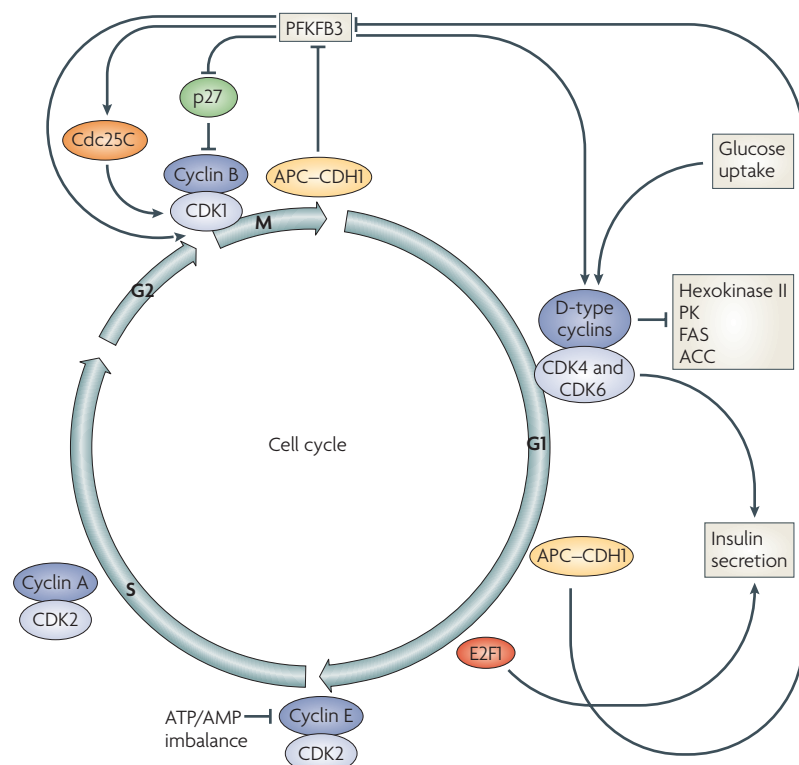 PFKFB3
p27
Cdc25C
Cyclin B
CDK1
APC–CDH1
M
G2
Glucose
uptake
D-type
cyclins
CDK4 and
CDK6
Hexokinase II
PK
FAS
ACC
Cell cycle
G1
APC–CDH1
Insulin
secretion
Cyclin A
CDK2
S
E2F1
ATP/AMP
imbalance
Cyclin E
CDK2